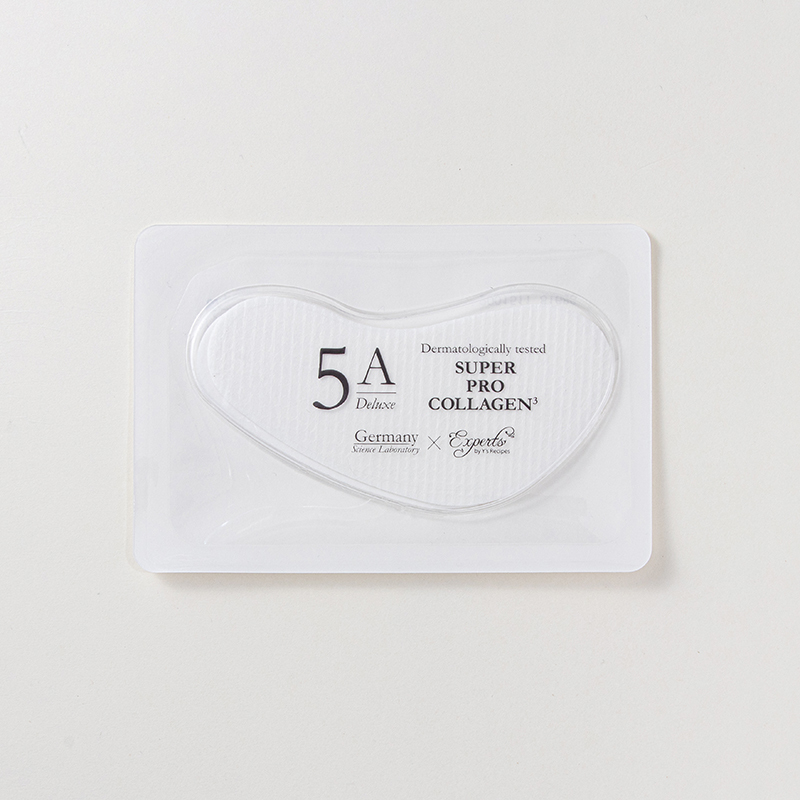 5A
Deluxe
Dermatologically tested
SUPER
PRO
COLLAGEN³
Germany
Science Laboratory
×
Experts
by Y's Recipes